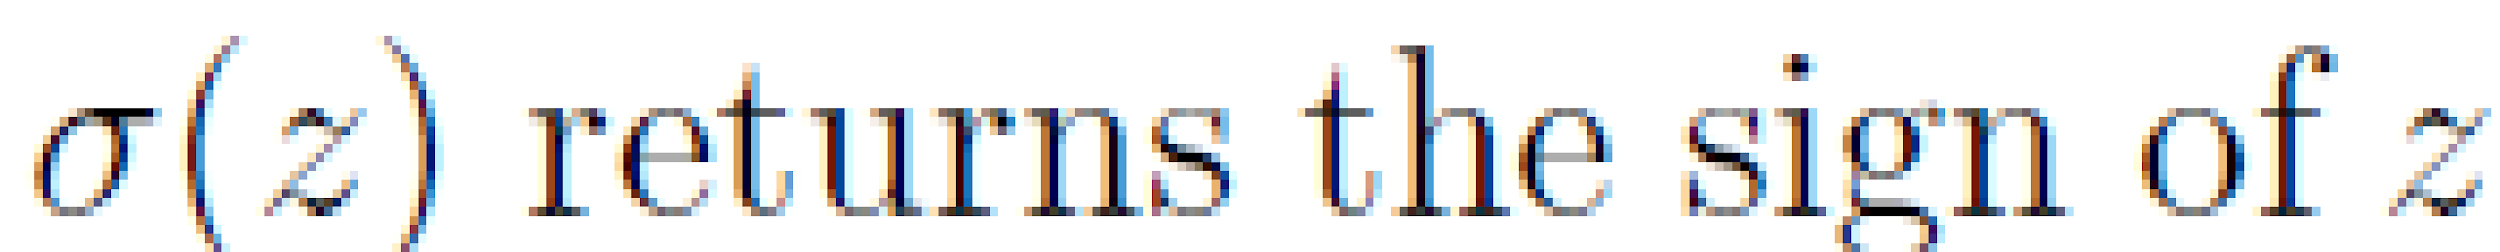 σ(z) returns the sign of z